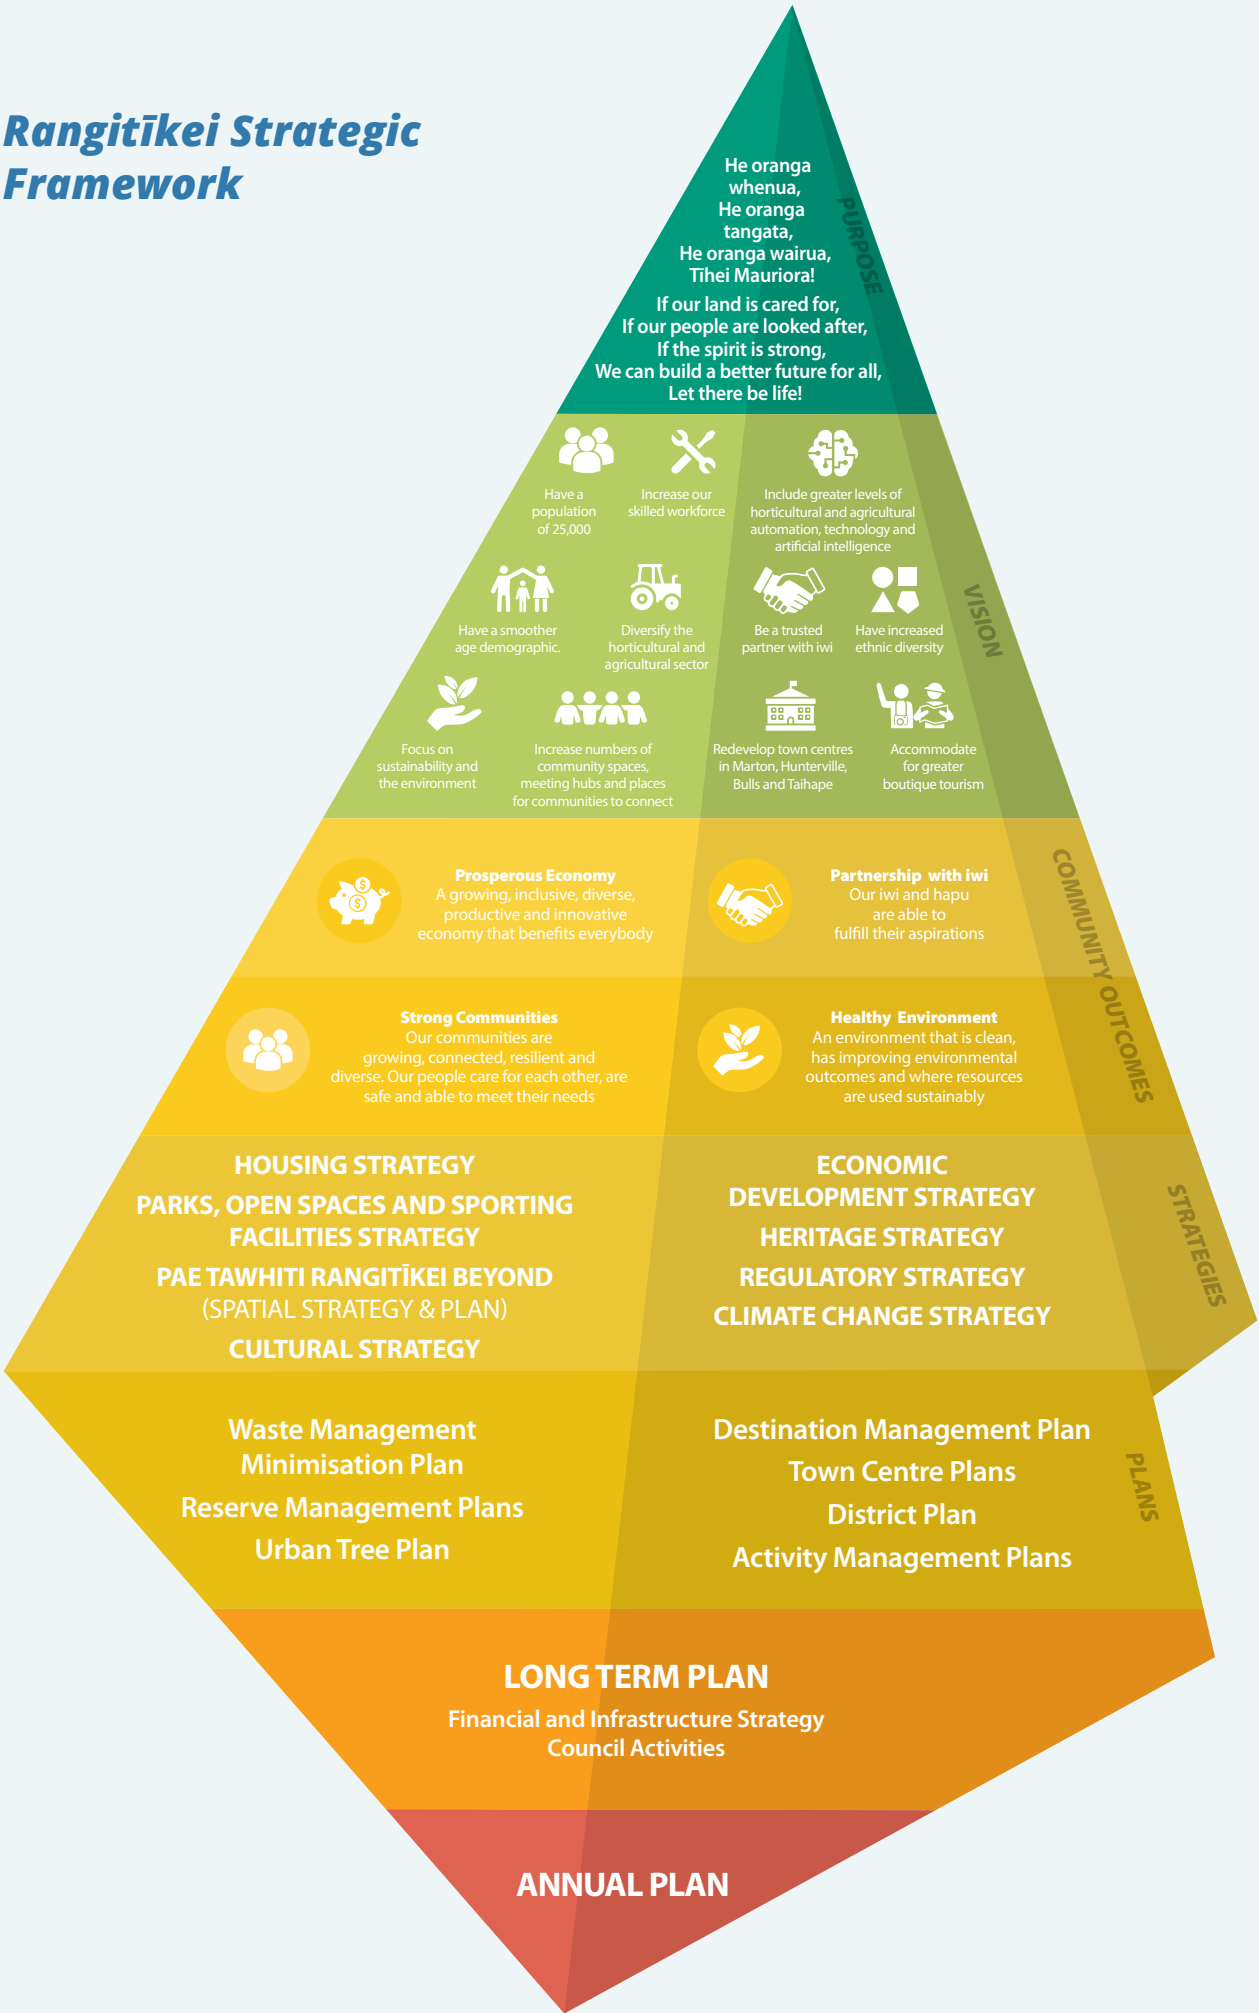 Rangitīkei Strategic
Framework
He oranga
whenua,
He oranga
tangata,
He oranga wairua,
Tīhei Mauriora!
If our land is cared for,
If our people are looked after,
If the spirit is strong,
We can build a better future for all,
Let there be life!
PURPOSE
Have a
population
of 25,000
Increase our
skilled workforce
Include greater levels of
horticultural and agricultural
automation, technology and
artificial intelligence
Have a smoother
age demographic.
Diversify the
horticultural and
agricultural sector
Be a trusted
partner with iwi
Have increased
ethnic diversity
VISION
Focus on
sustainability and
the environment
Increase numbers of
community spaces,
meeting hubs and places
for communities to connect
Redevelop town centres
in Marton, Hunterville,
Bulls and Taihape
Accommodate
for greater
boutique tourism
$
$
Prosperous Economy
A growing, inclusive, diverse,
productive and innovative
economy that benefits everybody
Partnership with iwi
Our iwi and hapu
are able to
fulfill their aspirations
COMMUNITY OUTCOMES
Strong Communities
Our communities are
growing, connected, resilient and
diverse. Our people care for each other, are
safe and able to meet their needs
Healthy Environment
An environment that is clean,
has improving environmental
outcomes and where resources
are used sustainably
HOUSING STRATEGY
PARKS, OPEN SPACES AND SPORTING
FACILITIES STRATEGY
PAE TAWHITI RANGITĪKEI BEYOND
(SPATIAL STRATEGY & PLAN)
CULTURAL STRATEGY
ECONOMIC
DEVELOPMENT STRATEGY
HERITAGE STRATEGY
REGULATORY STRATEGY
CLIMATE CHANGE STRATEGY
STRATEGIES
Waste Management
Minimisation Plan
Reserve Management Plans
Urban Tree Plan
Destination Management Plan
Town Centre Plans
District Plan
Activity Management Plans
PLANS
LONG TERM PLAN
Financial and Infrastructure Strategy
Council Activities
ANNUAL PLAN